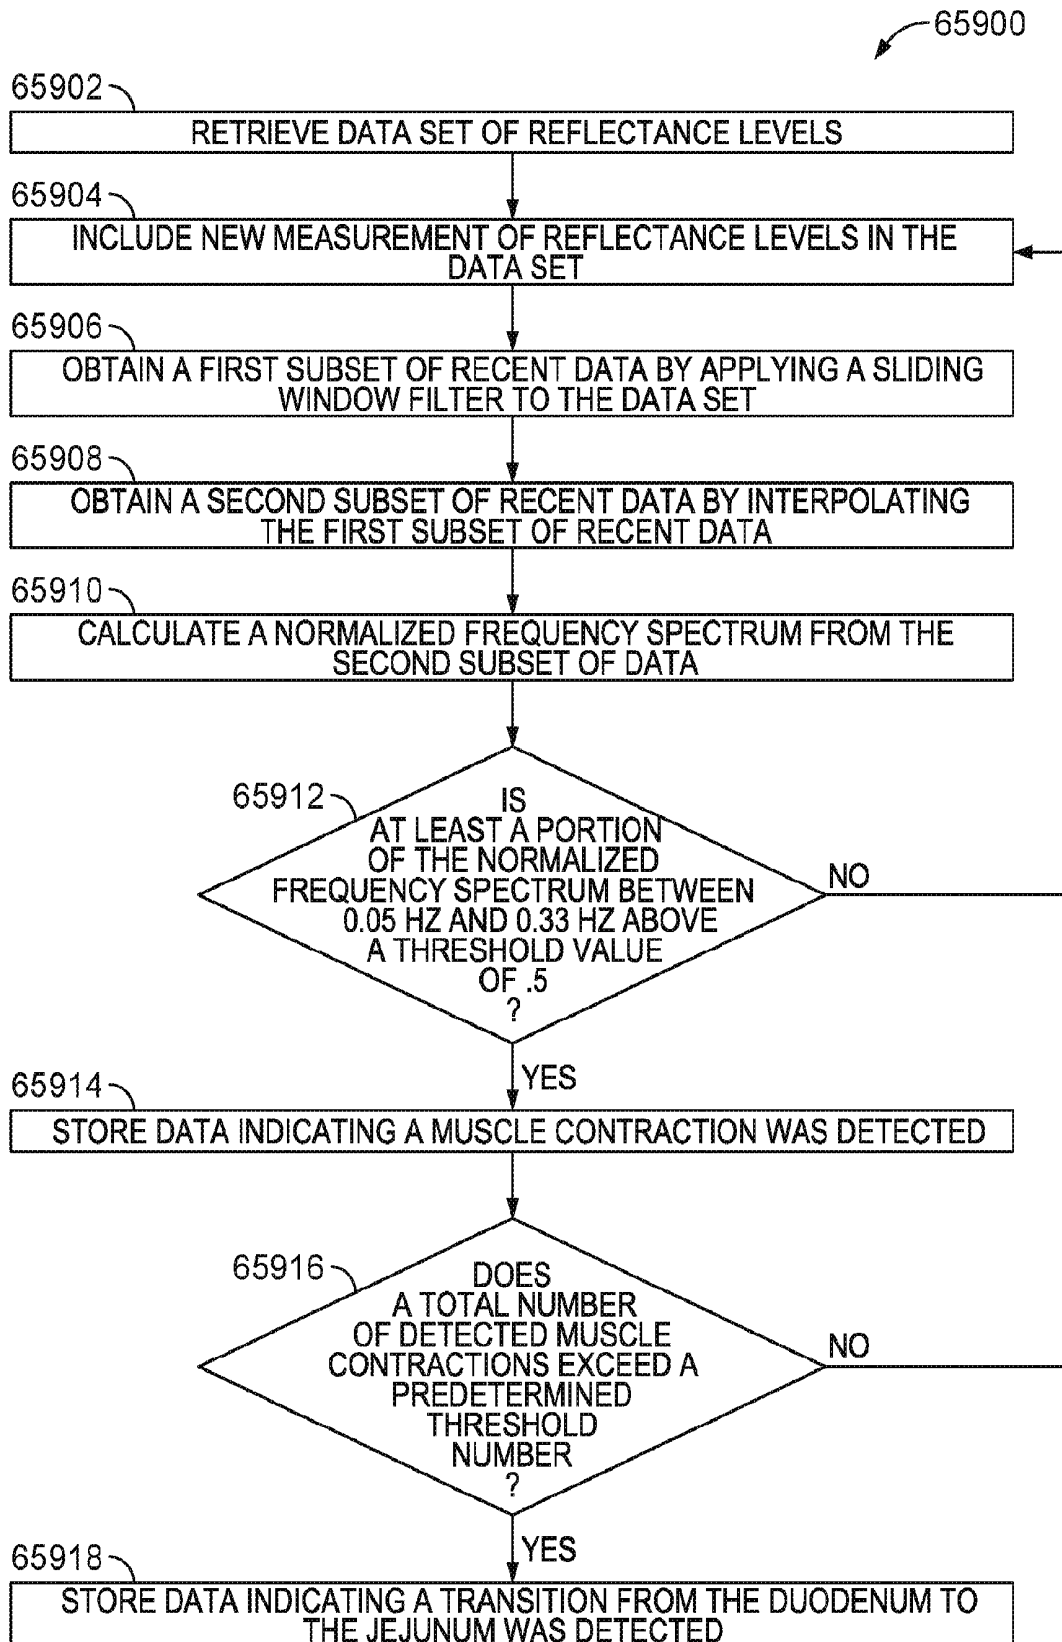 65900
65902
RETRIEVE DATA SET OF REFLECTANCE LEVELS
65904
INCLUDE NEW MEASUREMENT OF REFLECTANCE LEVELS IN THE
DATA SET
65906
OBTAIN A FIRST SUBSET OF RECENT DATA BY APPLYING A SLIDING
WINDOW FILTER TO THE DATA SET
65908
OBTAIN A SECOND SUBSET OF RECENT DATA BY INTERPOLATING
THE FIRST SUBSET OF RECENT DATA
65910
CALCULATE A NORMALIZED FREQUENCY SPECTRUM FROM THE
SECOND SUBSET OF DATA
65912
IS
AT LEAST A PORTION
OF THE NORMALIZED
FREQUENCY SPECTRUM BETWEEN
0.05 HZ AND 0.33 HZ ABOVE
A THRESHOLD VALUE
OF .5
?
NO
YES
65914
STORE DATA INDICATING A MUSCLE CONTRACTION WAS DETECTED
65916
DOES
A TOTAL NUMBER
OF DETECTED MUSCLE
CONTRACTIONS EXCEED A
PREDETERMINED
THRESHOLD
NUMBER
?
NO
YES
65918
STORE DATA INDICATING A TRANSITION FROM THE DUODENUM TO
THE JEJUNUM WAS DETECTED